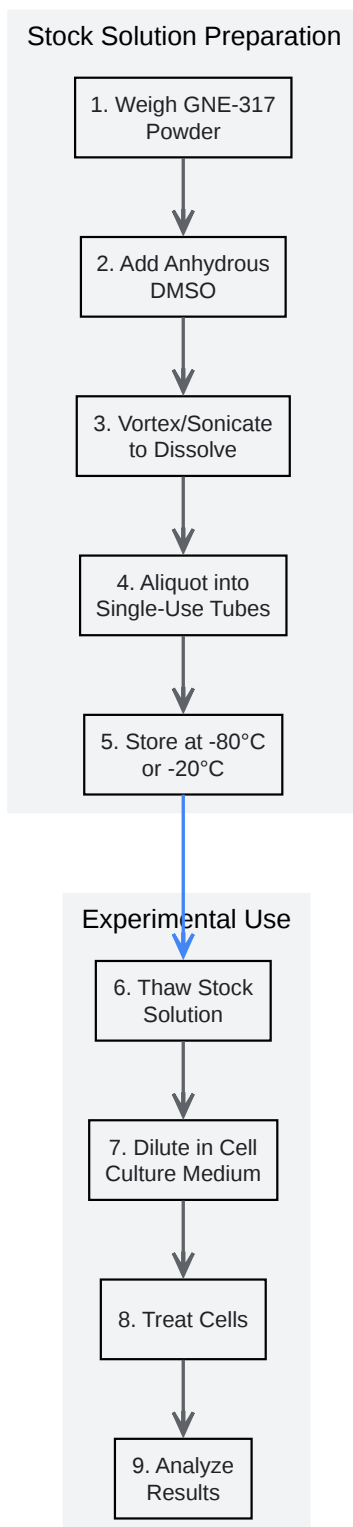 Stock Solution Preparation
1. Weigh GNE-317
Powder
2. Add Anhydrous
DMSO
3. Vortex/Sonicate
to Dissolve
4. Aliquot into
Single-Use Tubes
5. Store at -80°C
or -20°C
Experimental Use
6. Thaw Stock
Solution
7. Dilute in Cell
Culture Medium
8. Treat Cells
9. Analyze
Results